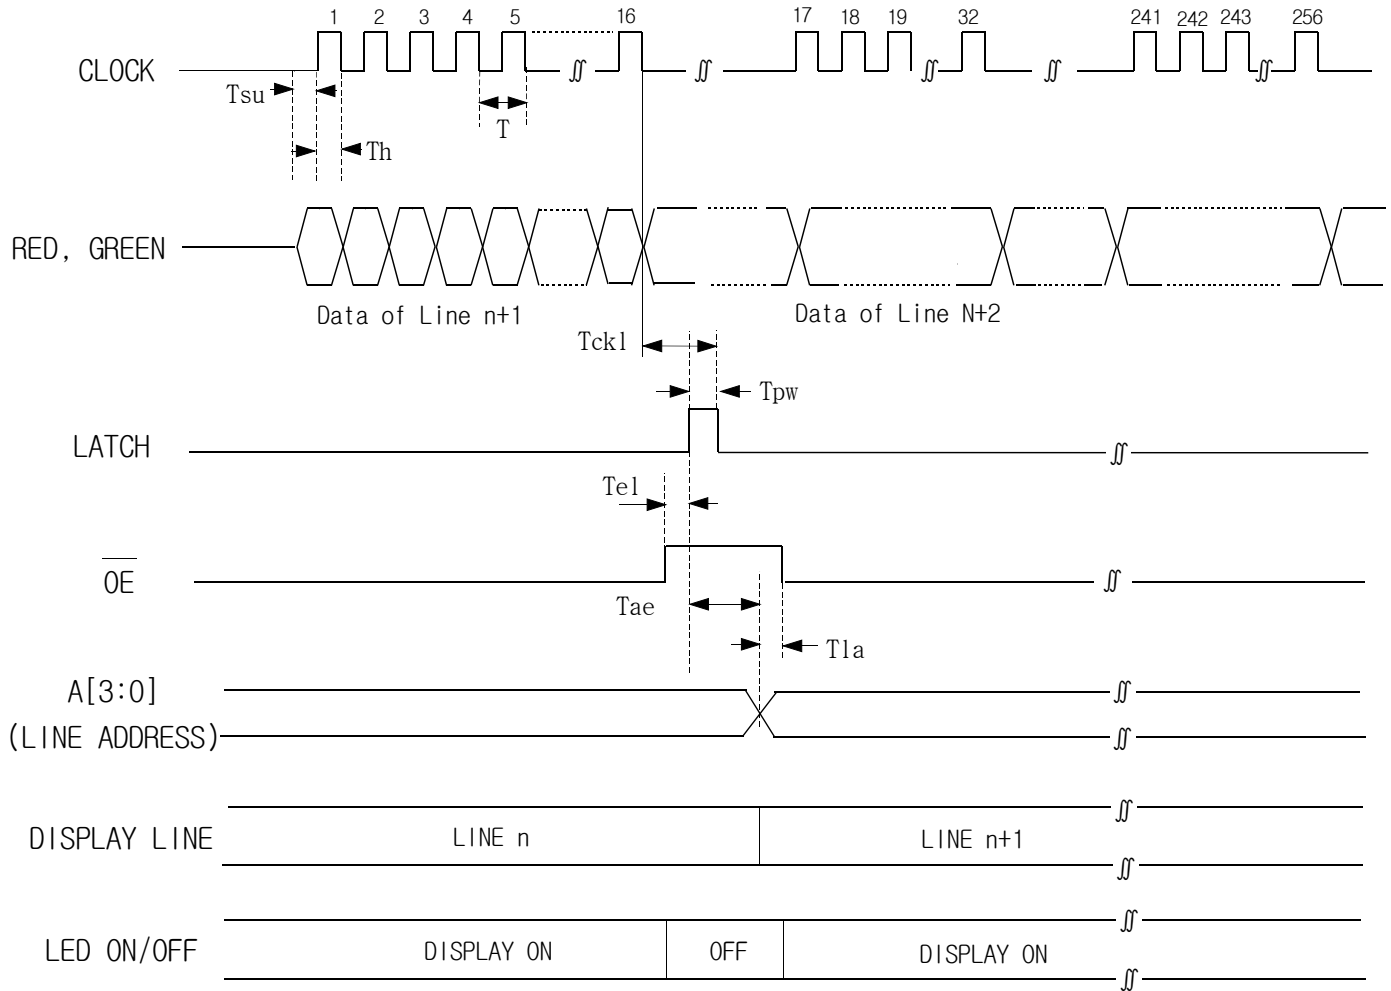 1 2 3 4 5 16 17 18 19 32 241 242 243 256
CLOCK
Tsu
T
Th
RED, GREEN
Data of Line n+1
Data of Line N+2
Tckl
Tpw
LATCH
Tel
OE
Tae
Tla
A[3:0]
(LINE ADDRESS)
DISPLAY LINE
LINE n
LINE n+1
LED ON/OFF
DISPLAY ON
OFF
DISPLAY ON